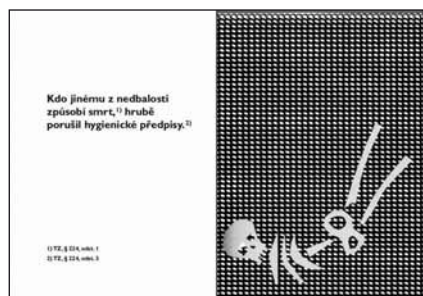 Kdo jinému z nedbalosti
způsobí smrt,¹⁾ hrubě
porušil hygienické předpisy.²⁾
1) TZ, § 224, odst. 1
2) TZ, § 224, odst. 3